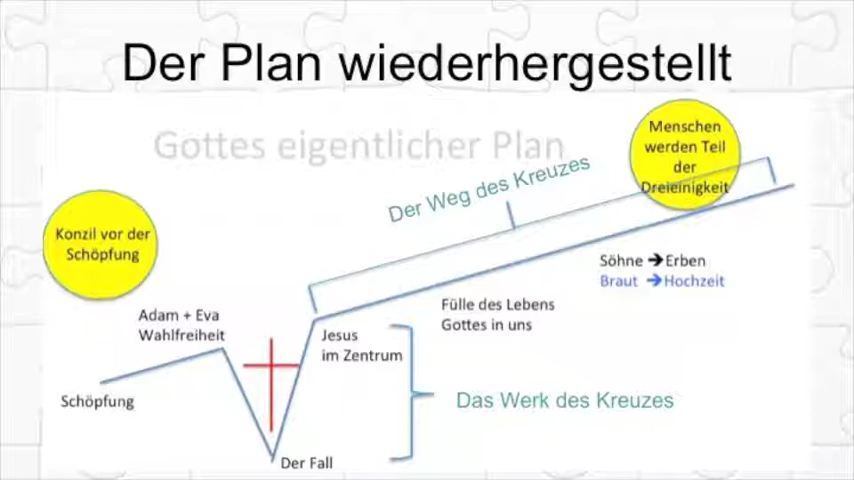 Der Plan wiederhergestellt
Gottes eigentlicher Plan
Menschen
werden Teil
der
Dreieinigkeit
Der Weg des Kreuzes
Konzil vor der
Schöpfung
Söhne → Erben
Braut → Hochzeit
Adam + Eva
Wahlfreiheit
Fülle des Lebens
Gottes in uns
Jesus
im Zentrum
Schöpfung
Das Werk des Kreuzes
Der Fall